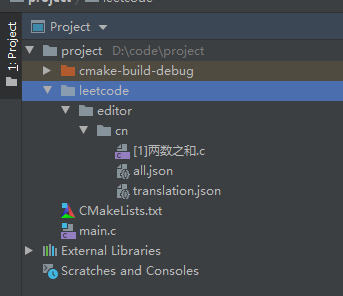 project
leetcode
1: Project
Project
project D:\code\project
cmake-build-debug
leetcode
editor
cn
[1]两数之和.c
all.json
translation.json
CMakeLists.txt
main.c
External Libraries
Scratches and Consoles